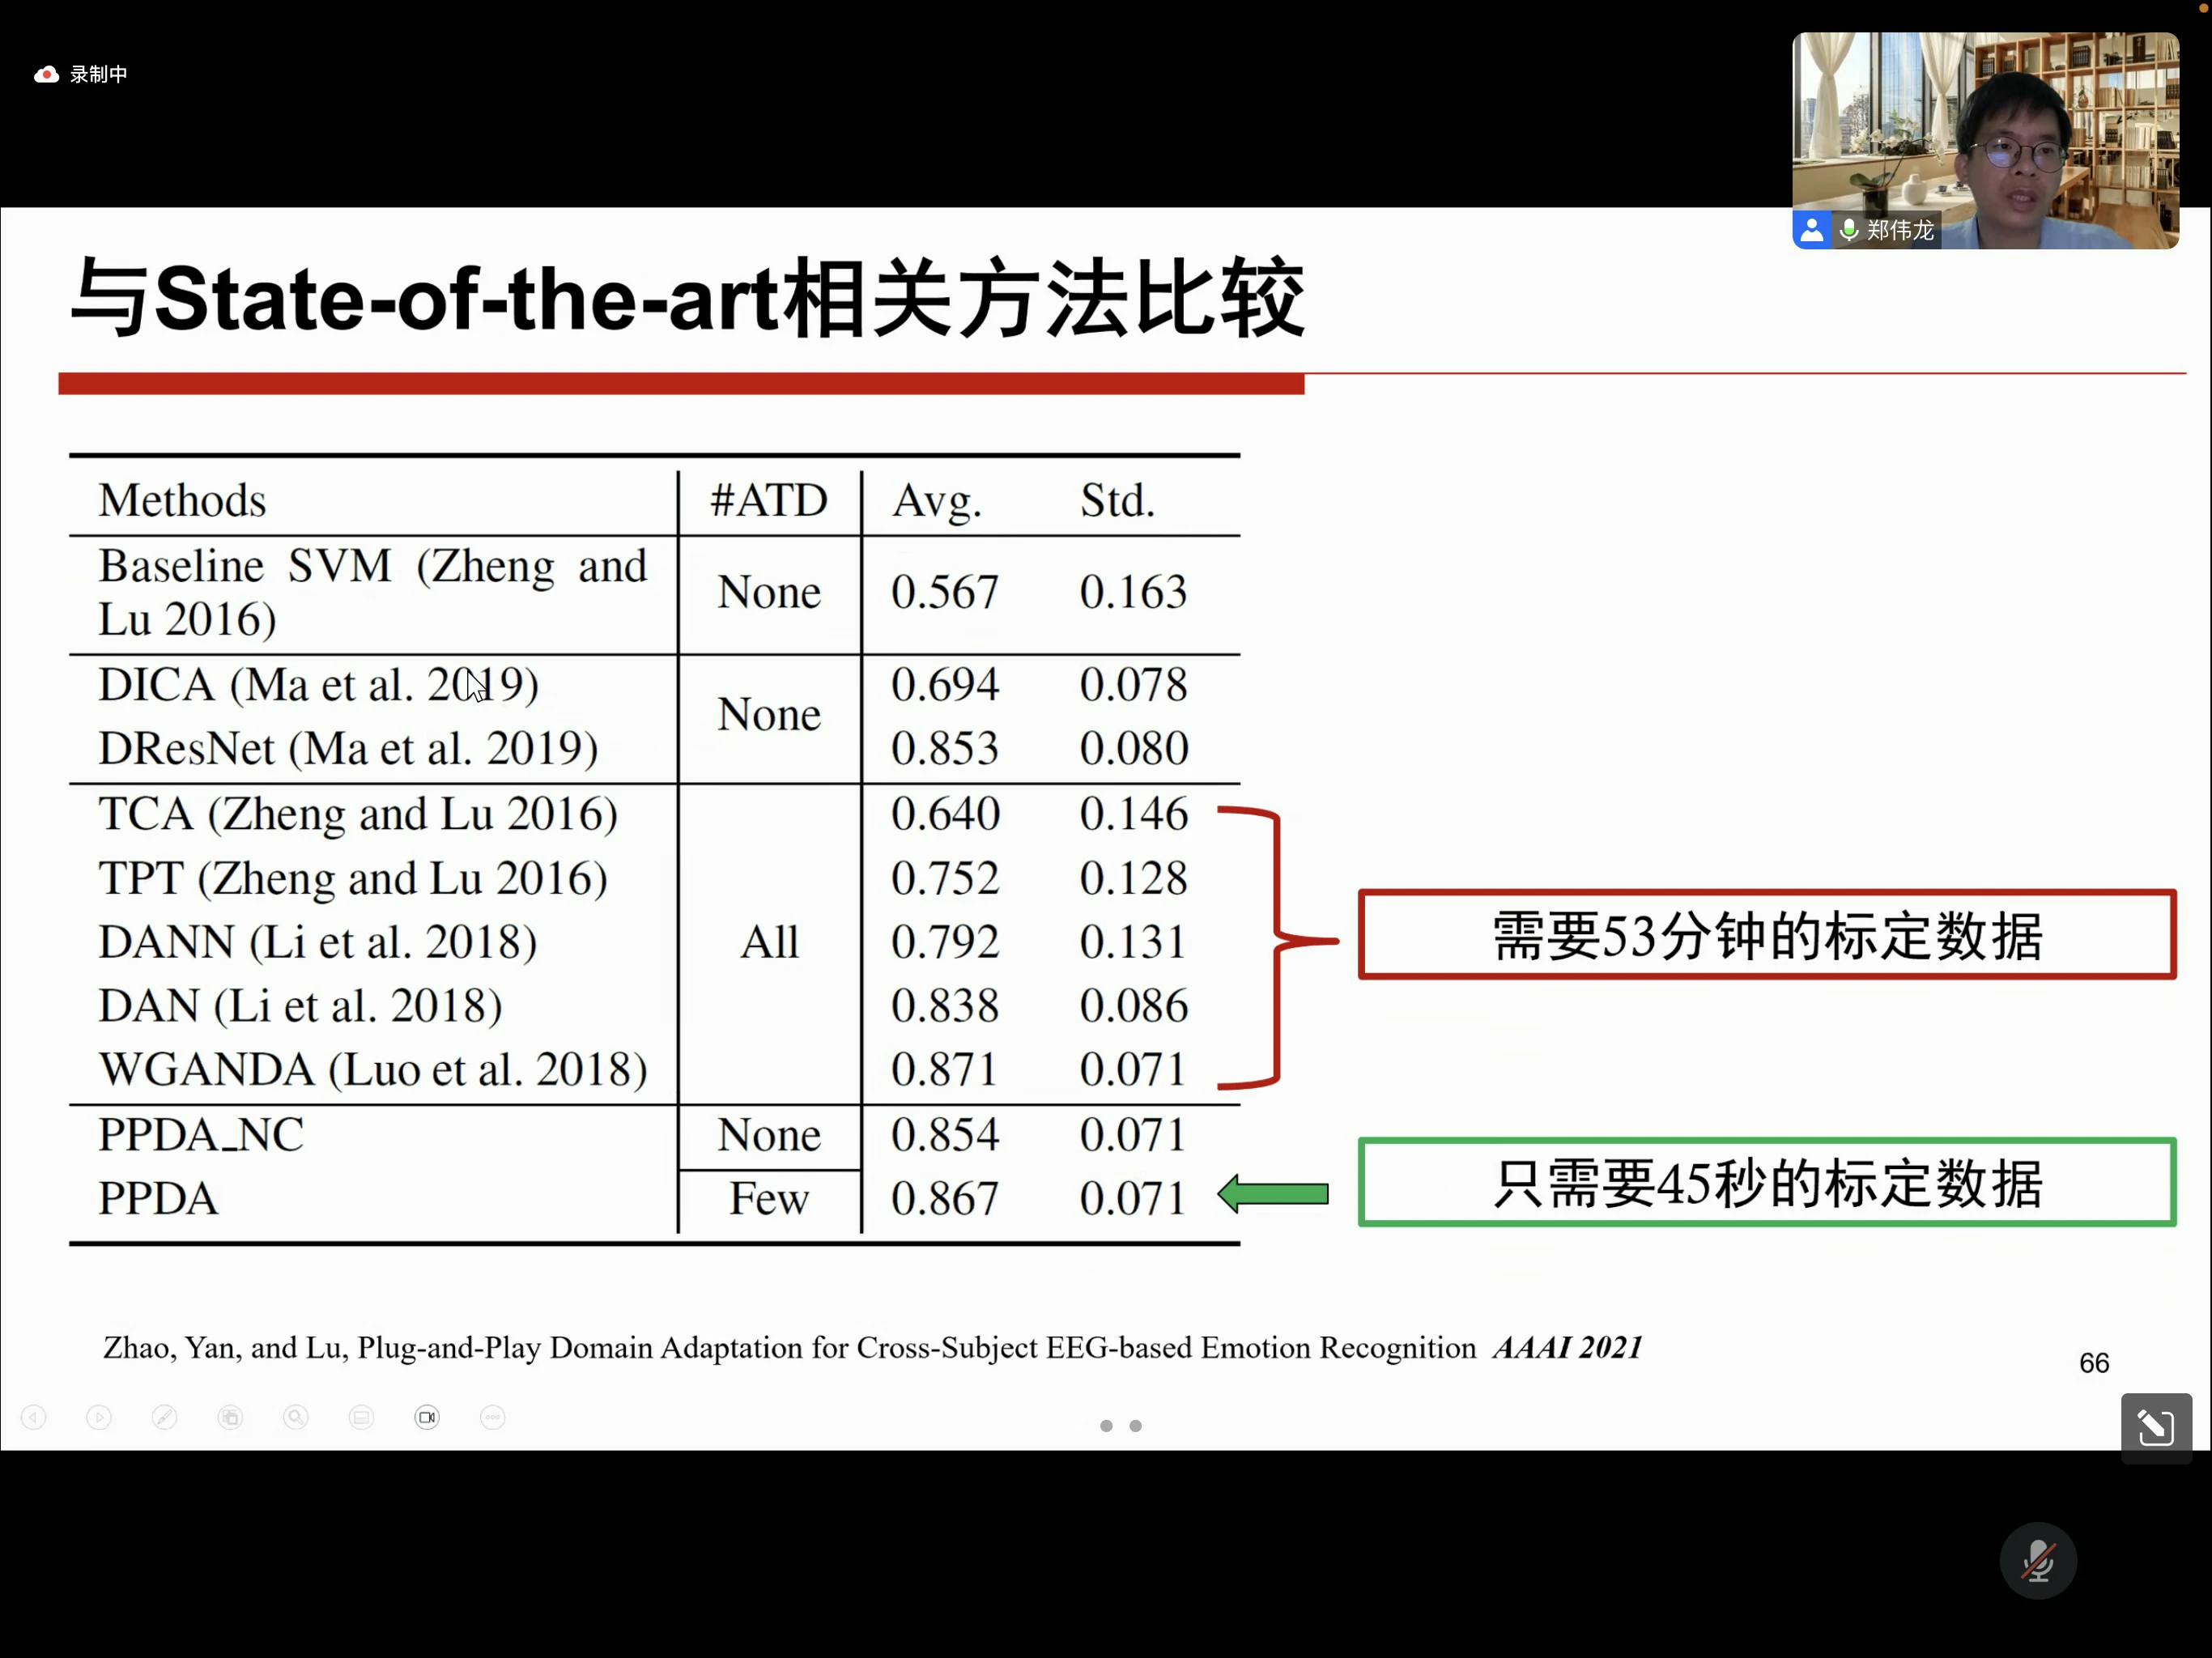 录制中
郑伟龙
与State-of-the-art相关方法比较
Methods #ATD Avg. Std.
Baseline SVM (Zheng and
Lu 2016) None 0.567 0.163
DICA (Ma et al. 2019) None 0.694 0.078
DResNet (Ma et al. 2019) 0.853 0.080
TCA (Zheng and Lu 2016) 0.640 0.146
TPT (Zheng and Lu 2016) 0.752 0.128
DANN (Li et al. 2018) All 0.792 0.131
DAN (Li et al. 2018) 0.838 0.086
WGANDA (Luo et al. 2018) 0.871 0.071
需要53分钟的标定数据
PPDA_NC None 0.854 0.071
PPDA Few 0.867 0.071
只需要45秒的标定数据
Zhao, Yan, and Lu, Plug-and-Play Domain Adaptation for Cross-Subject EEG-based Emotion Recognition AAAI 2021
66